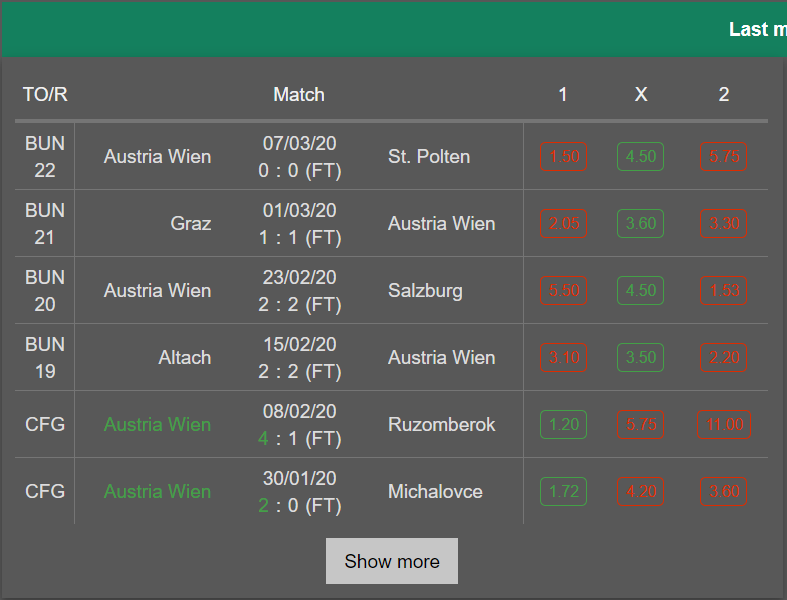 Last m
TO/R Match 1 X 2
BUN 22 Austria Wien 07/03/20 0 : 0 (FT) St. Polten 1.50 4.50 5.75
BUN 21 Graz 01/03/20 1 : 1 (FT) Austria Wien 2.05 3.60 3.30
BUN 20 Austria Wien 23/02/20 2 : 2 (FT) Salzburg 5.50 4.50 1.53
BUN 19 Altach 15/02/20 2 : 2 (FT) Austria Wien 3.10 3.50 2.20
CFG Austria Wien 08/02/20 4 : 1 (FT) Ruzomberok 1.20 5.75 11.00
CFG Austria Wien 30/01/20 2 : 0 (FT) Michalovce 1.72 4.20 3.60
Show more